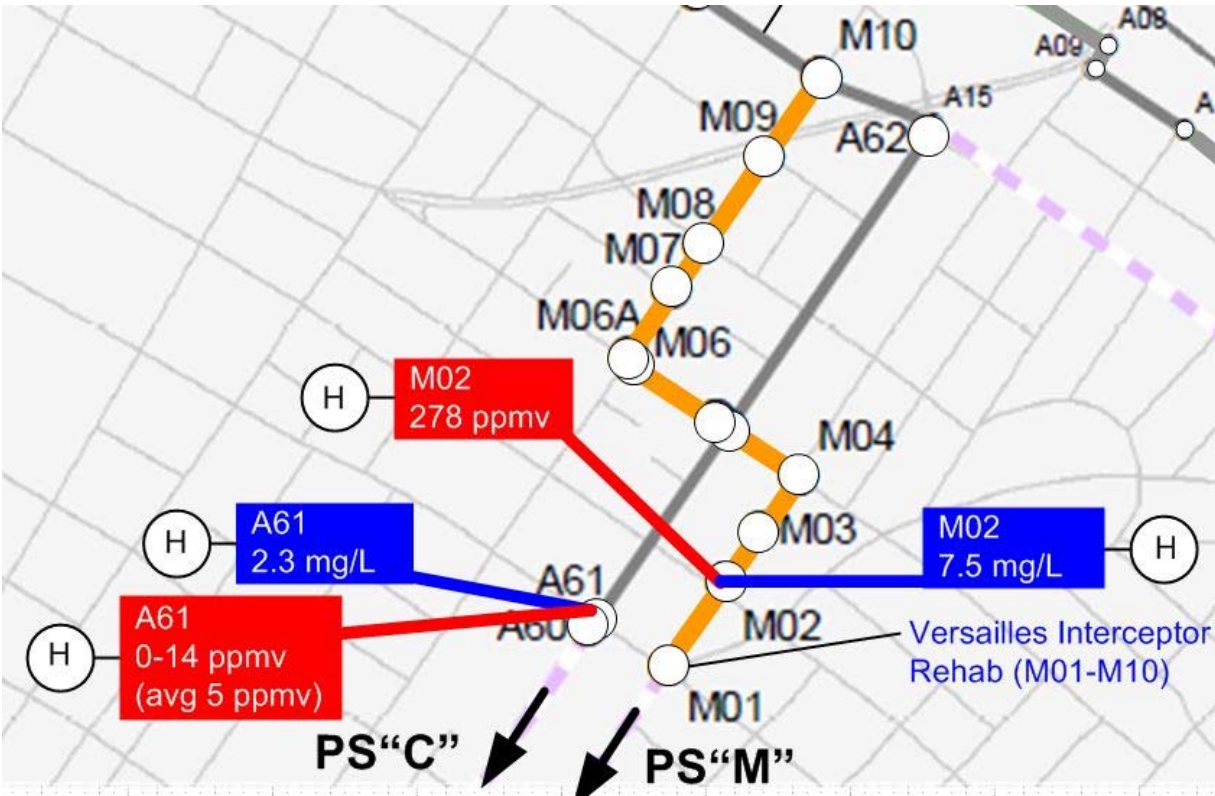 M10
A08
A09
M09
A15
A
A62
M08
M07
M06A
M06
M02
278 ppmv
H
M04
A61
2.3 mg/L
H
M03
M02
7.5 mg/L
H
A61
A60
A61
0-14 ppmv
(avg 5 ppmv)
H
M02
Versailles Interceptor
Rehab (M01-M10)
M01
PS“C”
PS“M”